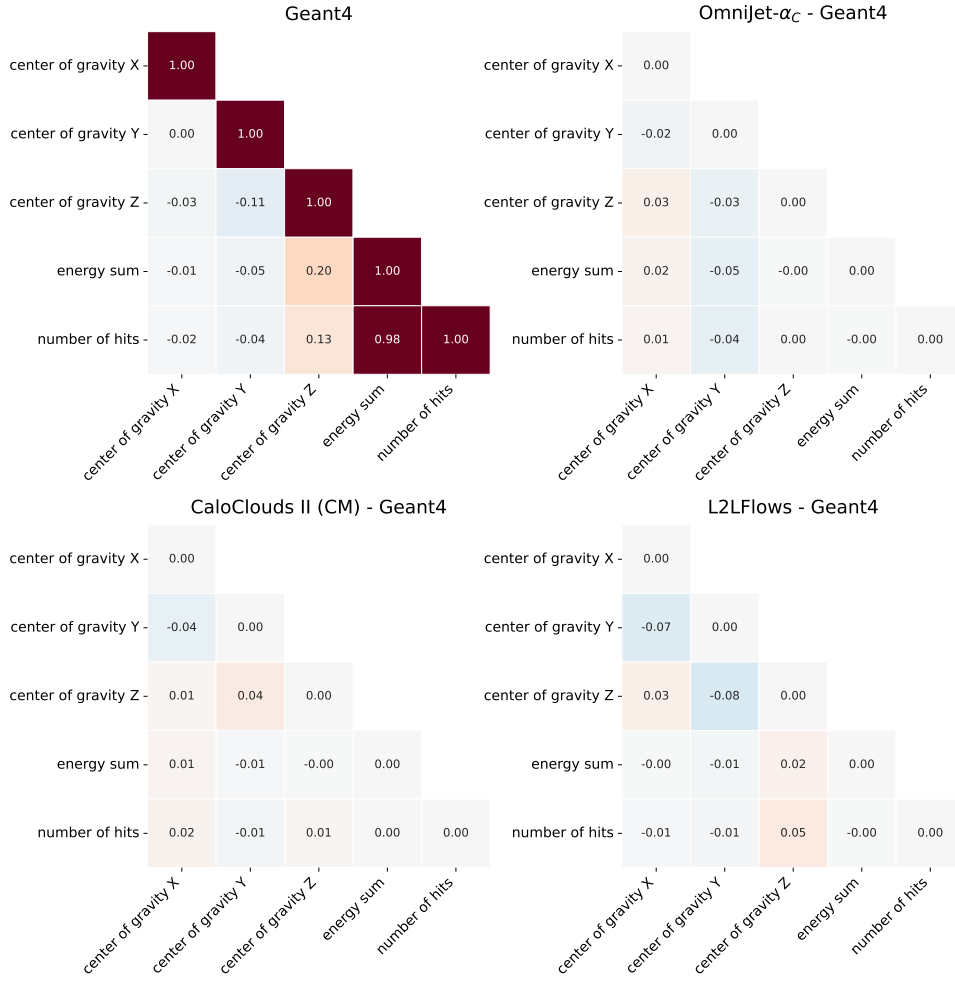 Geant4
center of gravity X
1.00
center of gravity Y
0.00 1.00
center of gravity Z
-0.03 -0.11 1.00
energy sum
-0.01 -0.05 0.20 1.00
number of hits
-0.02 -0.04 0.13 0.98 1.00
center of gravity X
center of gravity Y
center of gravity Z
energy sum
number of hits
OmniJet-α_C - Geant4
center of gravity X
0.00
center of gravity Y
-0.02 0.00
center of gravity Z
0.03 -0.03 0.00
energy sum
0.02 -0.05 -0.00 0.00
number of hits
0.01 -0.04 0.00 -0.00 0.00
center of gravity X
center of gravity Y
center of gravity Z
energy sum
number of hits
CaloClouds II (CM) - Geant4
center of gravity X
0.00
center of gravity Y
-0.04 0.00
center of gravity Z
0.01 0.04 0.00
energy sum
0.01 -0.01 -0.00 0.00
number of hits
0.02 -0.01 0.01 0.00 0.00
center of gravity X
center of gravity Y
center of gravity Z
energy sum
number of hits
L2LFlows - Geant4
center of gravity X
0.00
center of gravity Y
-0.07 0.00
center of gravity Z
0.03 -0.08 0.00
energy sum
-0.00 -0.01 0.02 0.00
number of hits
-0.01 -0.01 0.05 -0.00 0.00
center of gravity X
center of gravity Y
center of gravity Z
energy sum
number of hits